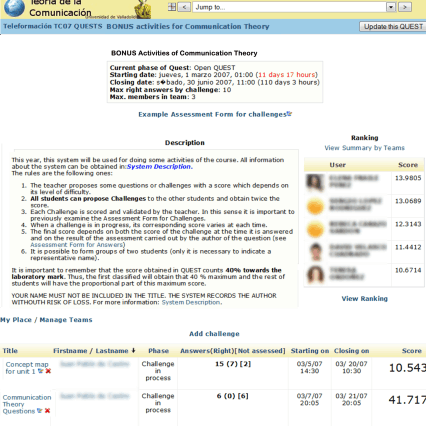 Teoría de la
Comunicación
Universidad de Valladolid
Jump to...
Teleformación TC07 QUESTS BONUS activities for Communication Theory
Update this QUEST
BONUS Activities of Communication Theory
Current phase of Quest: Open QUEST
Starting date: jueves, 1 marzo 2007, 01:00 (11 days 17 hours)
Closing date: s�bado, 30 junio 2007, 11:00 (110 days 3 hours)
Max right answers by challenge: 10
Max. members in team: 3
Example Assessment Form for challenges
Description
This year, this system will be used for doing some activities of the course. All information
about the system can be obtained in:System Description.
The rules are the following ones:
1. The teacher proposes some questions or challenges with a score which depends on
its level of difficulty.
2. All students can propose Challenges to the other students and obtain twice the
score.
3. Each Challenge is scored and validated by the teacher. In this sense it is important to
previously examine the Assessment Form for Challenges.
4. When a challenge is in progress, its corresponding score varies at each time.
5. The final score depends on both the score of the Challenge at the time it is answered
and on the result of the assessment carried out by the author of the question (see
Assessment Form for Answers)
6. It is possible to form groups of two students (only it is necessary to indicate a
representative name).
It is important to remember that the score obtained in QUEST counts 40% towards the
laboratory mark. Thus, the first classified will obtain that 40 % maximum and the rest of
students will have the proportional part of this maximum score.
YOUR NAME MUST NOT BE INCLUDED IN THE TITLE. THE SYSTEM RECORDS THE AUTHOR
WITHOUTH RISK OF LOSS. For more information: System Description.
Ranking
View Summary by Teams
User Score
13.9805
13.0689
12.3143
11.4412
10.6714
View Ranking
My Place / Manage Teams
Add challenge
Title Firstname / Lastname Phase Answers(Right)[Not assessed] Starting on Closing on Score
Concept map
for unit 1
Challenge
in
process
15 (7) [2]
03/5/07
14:30
03/ 20/07
10:30
10.543
Communication
Theory
Questions
Challenge
in
process
6 (0) [6]
03/7/07
20:05
03/ 21/07
20:05
41.717